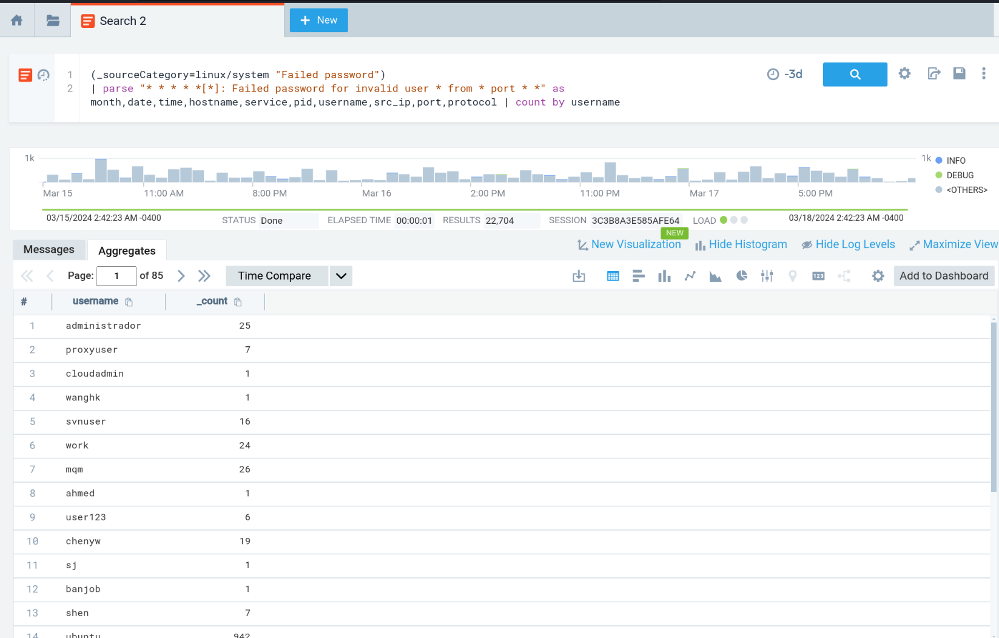 Search 2
+ New
1 (_sourceCategory=linux/system "Failed password")
2 | parse "* * * * *[*]: Failed password for invalid user * from * port * *" as
month,date,time,hostname,service,pid,username,src_ip,port,protocol | count by username
-3d
1k
1k
INFO
DEBUG
<OTHERS>
Mar 15 11:00 AM 8:00 PM Mar 16 2:00 PM 11:00 PM Mar 17 5:00 PM
03/15/2024 2:42:23 AM -0400 STATUS Done ELAPSED TIME 00:00:01 RESULTS 22,704 SESSION 3C3B8A3E585AFE64 LOAD 03/18/2024 2:42:23 AM -0400
NEW
Messages Aggregates New Visualization Hide Histogram Hide Log Levels Maximize View
Page: 1 of 85 Time Compare 123 Add to Dashboard
# username _count
1 administrador 25
2 proxyuser 7
3 cloudadmin 1
4 wanghk 1
5 svnuser 16
6 work 24
7 mqm 26
8 ahmed 1
9 user123 6
10 chenyw 19
11 sj 1
12 banjob 1
13 shen 7
14 ubuntu 942